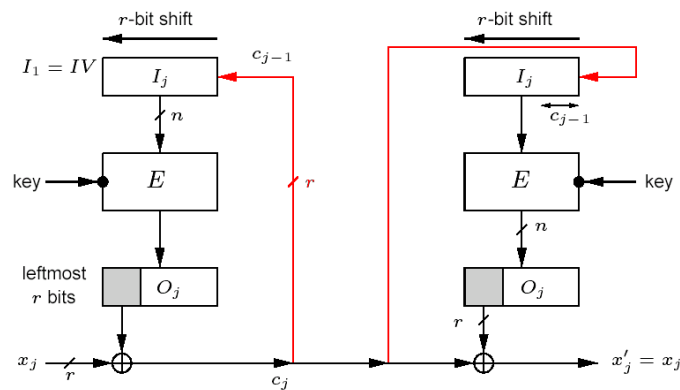 r-bit shift
r-bit shift
I₁ = IV
c_{j−1}
I_j
I_j
n
c_{j−1}
key
E
r
E
key
n
leftmost
r bits
O_j
O_j
r
x_j
r
c_j
x′_j = x_j